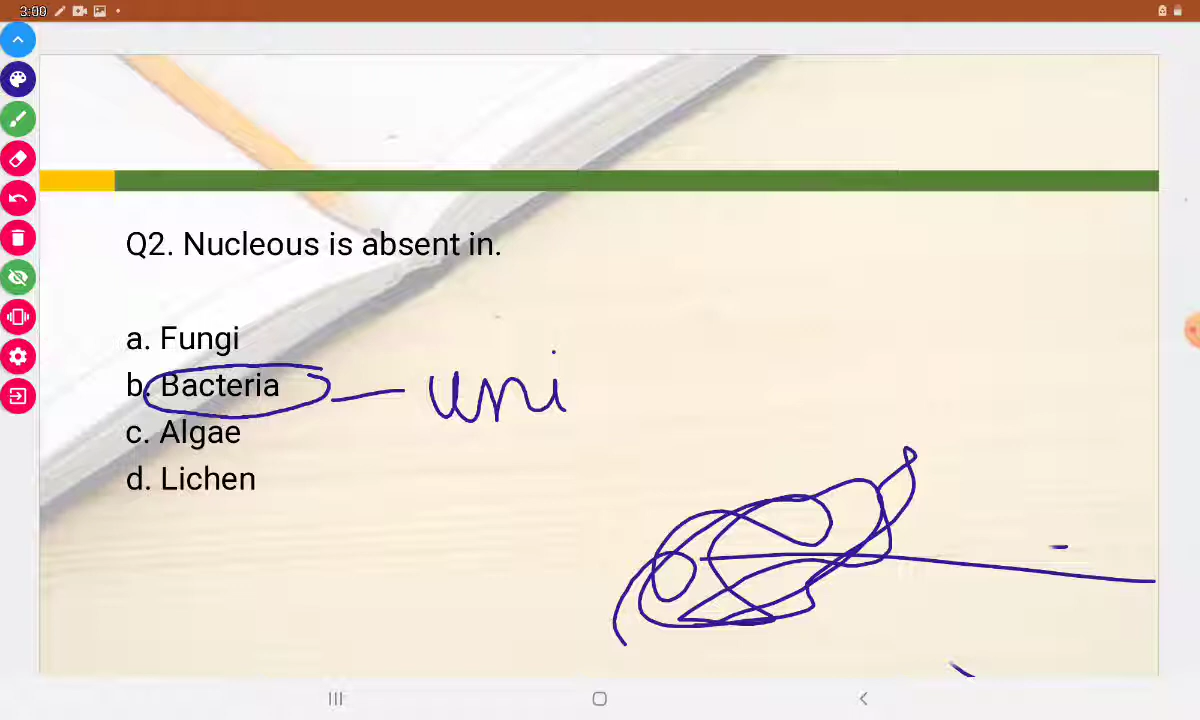 3:00
Q2. Nucleous is absent in.
a. Fungi
b. Bacteria — uni
c. Algae
d. Lichen